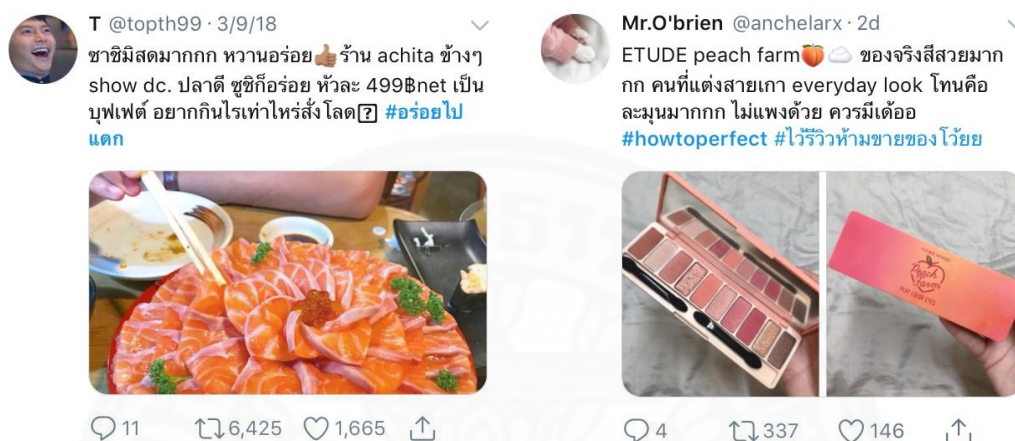 T @topth99 · 3/9/18
ซาชิมิสดมากกก หวานอร่อย👍🏽ร้าน achita ข้างๆ
show dc. ปลาดี ซูชิก็อร่อย หัวละ 499฿net เป็น
บุฟเฟต์ อยากกินไรเท่าไหร่สั่งโลด⍰ #อร่อยไป
แดก
11 6,425 1,665
Mr.O'brien @anchelarx · 2d
ETUDE peach farm🍑☁️ ของจริงสีสวยมาก
กก คนที่แต่งสายเกา everyday look โทนคือ
ละมุนมากกก ไม่แพงด้วย ควรมีเด้ออ
#howtoperfect #ไว้รีวิวห้ามขายของโว้ยย
Peach
Farm
PLAY COLOR EYES
4 337 146